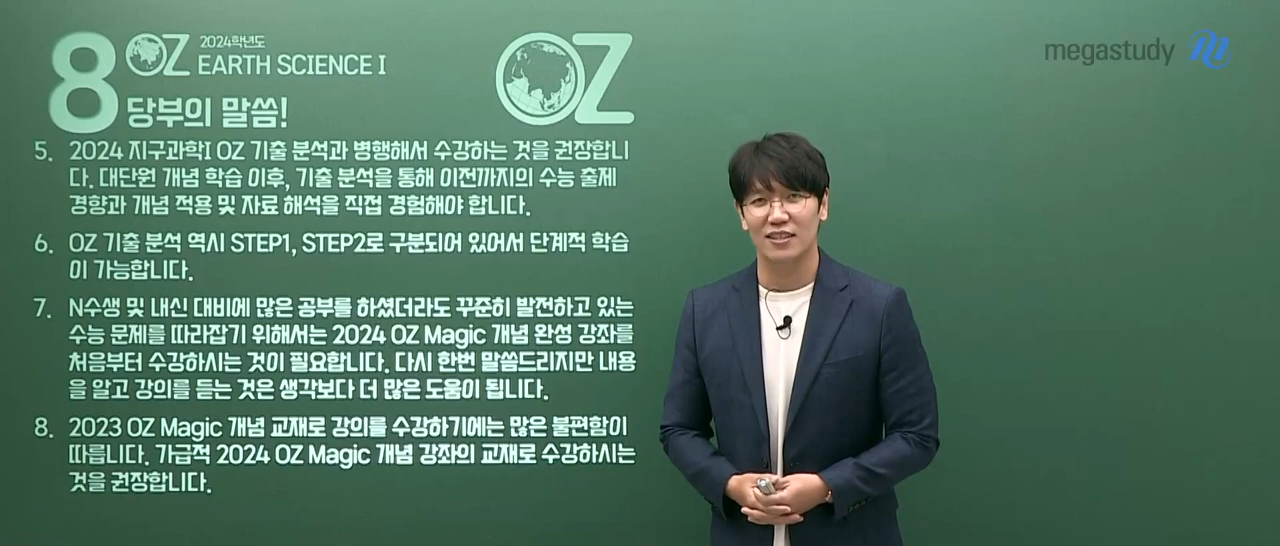 8 OZ 2024학년도
EARTH SCIENCE I
당부의 말씀!
OZ
megastudy
5. 2024 지구과학I OZ 기출 분석과 병행해서 수강하는 것을 권장합니
다. 대단원 개념 학습 이후, 기출 분석을 통해 이전까지의 수능 출제
경향과 개념 적용 및 자료 해석을 직접 경험해야 합니다.
6. OZ 기출 분석 역시 STEP1, STEP2로 구분되어 있어서 단계적 학습
이 가능합니다.
7. N수생 및 내신 대비에 많은 공부를 하셨더라도 꾸준히 발전하고 있는
수능 문제를 따라잡기 위해서는 2024 OZ Magic 개념 완성 강좌를
처음부터 수강하시는 것이 필요합니다. 다시 한번 말씀드리지만 내용
을 알고 강의를 듣는 것은 생각보다 더 많은 도움이 됩니다.
8. 2023 OZ Magic 개념 교재로 강의를 수강하기에는 많은 불편함이
따릅니다. 가급적 2024 OZ Magic 개념 강좌의 교재로 수강하시는
것을 권장합니다.